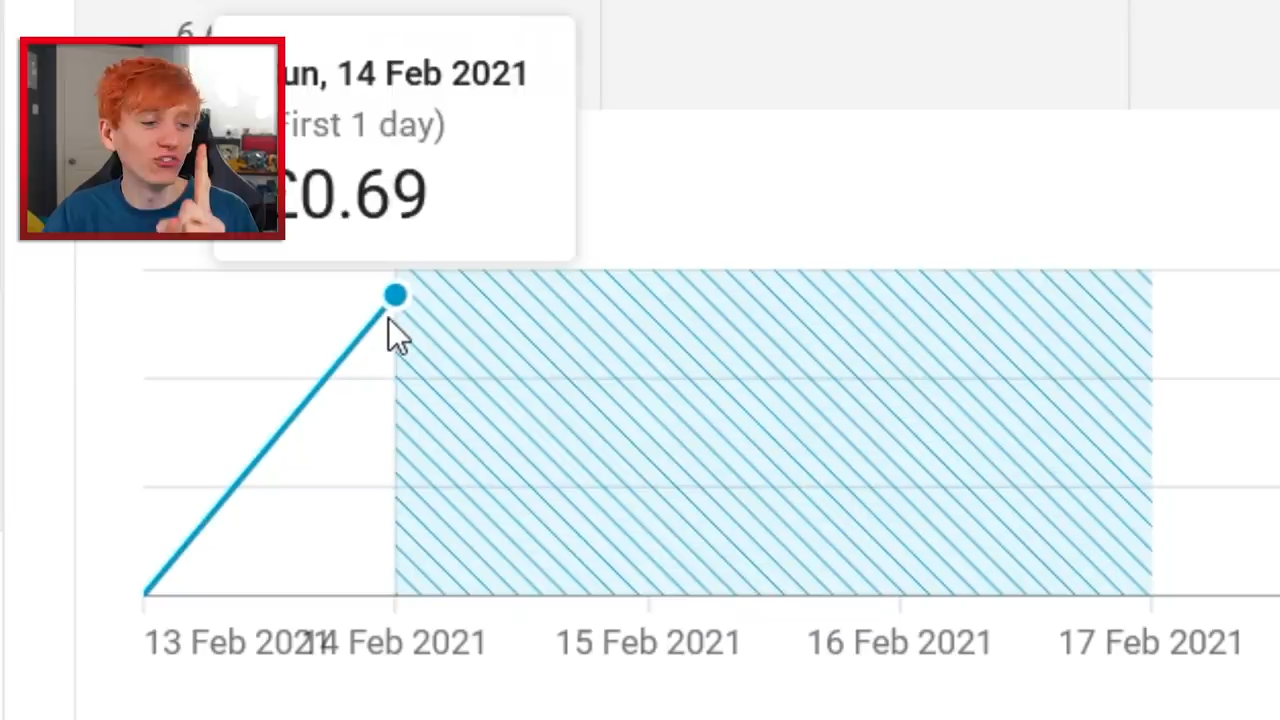 un, 14 Feb 2021
First 1 day)
£0.69
13 Feb 2021
14 Feb 2021
15 Feb 2021
16 Feb 2021
17 Feb 2021